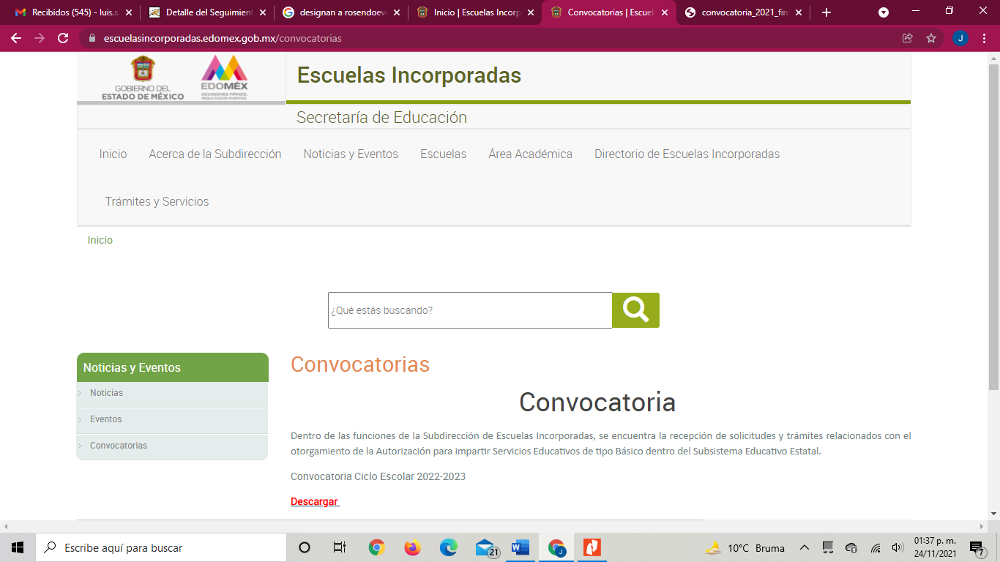 Recibidos (545) - luis.s
Detalle del Seguimient
designan a rosendoev
Inicio | Escuelas Incorp
Convocatorias | Escuel
convocatoria_2021_fin
escuelasincorporadas.edomex.gob.mx/convocatorias
J
GOBIERNO DEL
ESTADO DE MÉXICO
EDOMÉX
DECISIONES FIRMES,
RESULTADOS FUERTES.
Escuelas Incorporadas
Secretaría de Educación
Inicio Acerca de la Subdirección Noticias y Eventos Escuelas Área Académica Directorio de Escuelas Incorporadas
Trámites y Servicios
Inicio
¿Qué estás buscando?
Noticias y Eventos
Noticias
Eventos
Convocatorias
Convocatorias
Convocatoria
Dentro de las funciones de la Subdirección de Escuelas Incorporadas, se encuentra la recepción de solicitudes y trámites relacionados con el
otorgamiento de la Autorización para impartir Servicios Educativos de tipo Básico dentro del Subsistema Educativo Estatal.
Convocatoria Ciclo Escolar 2022-2023
Descargar
Escribe aquí para buscar
21
J
10°C Bruma
01:37 p. m.
24/11/2021
7